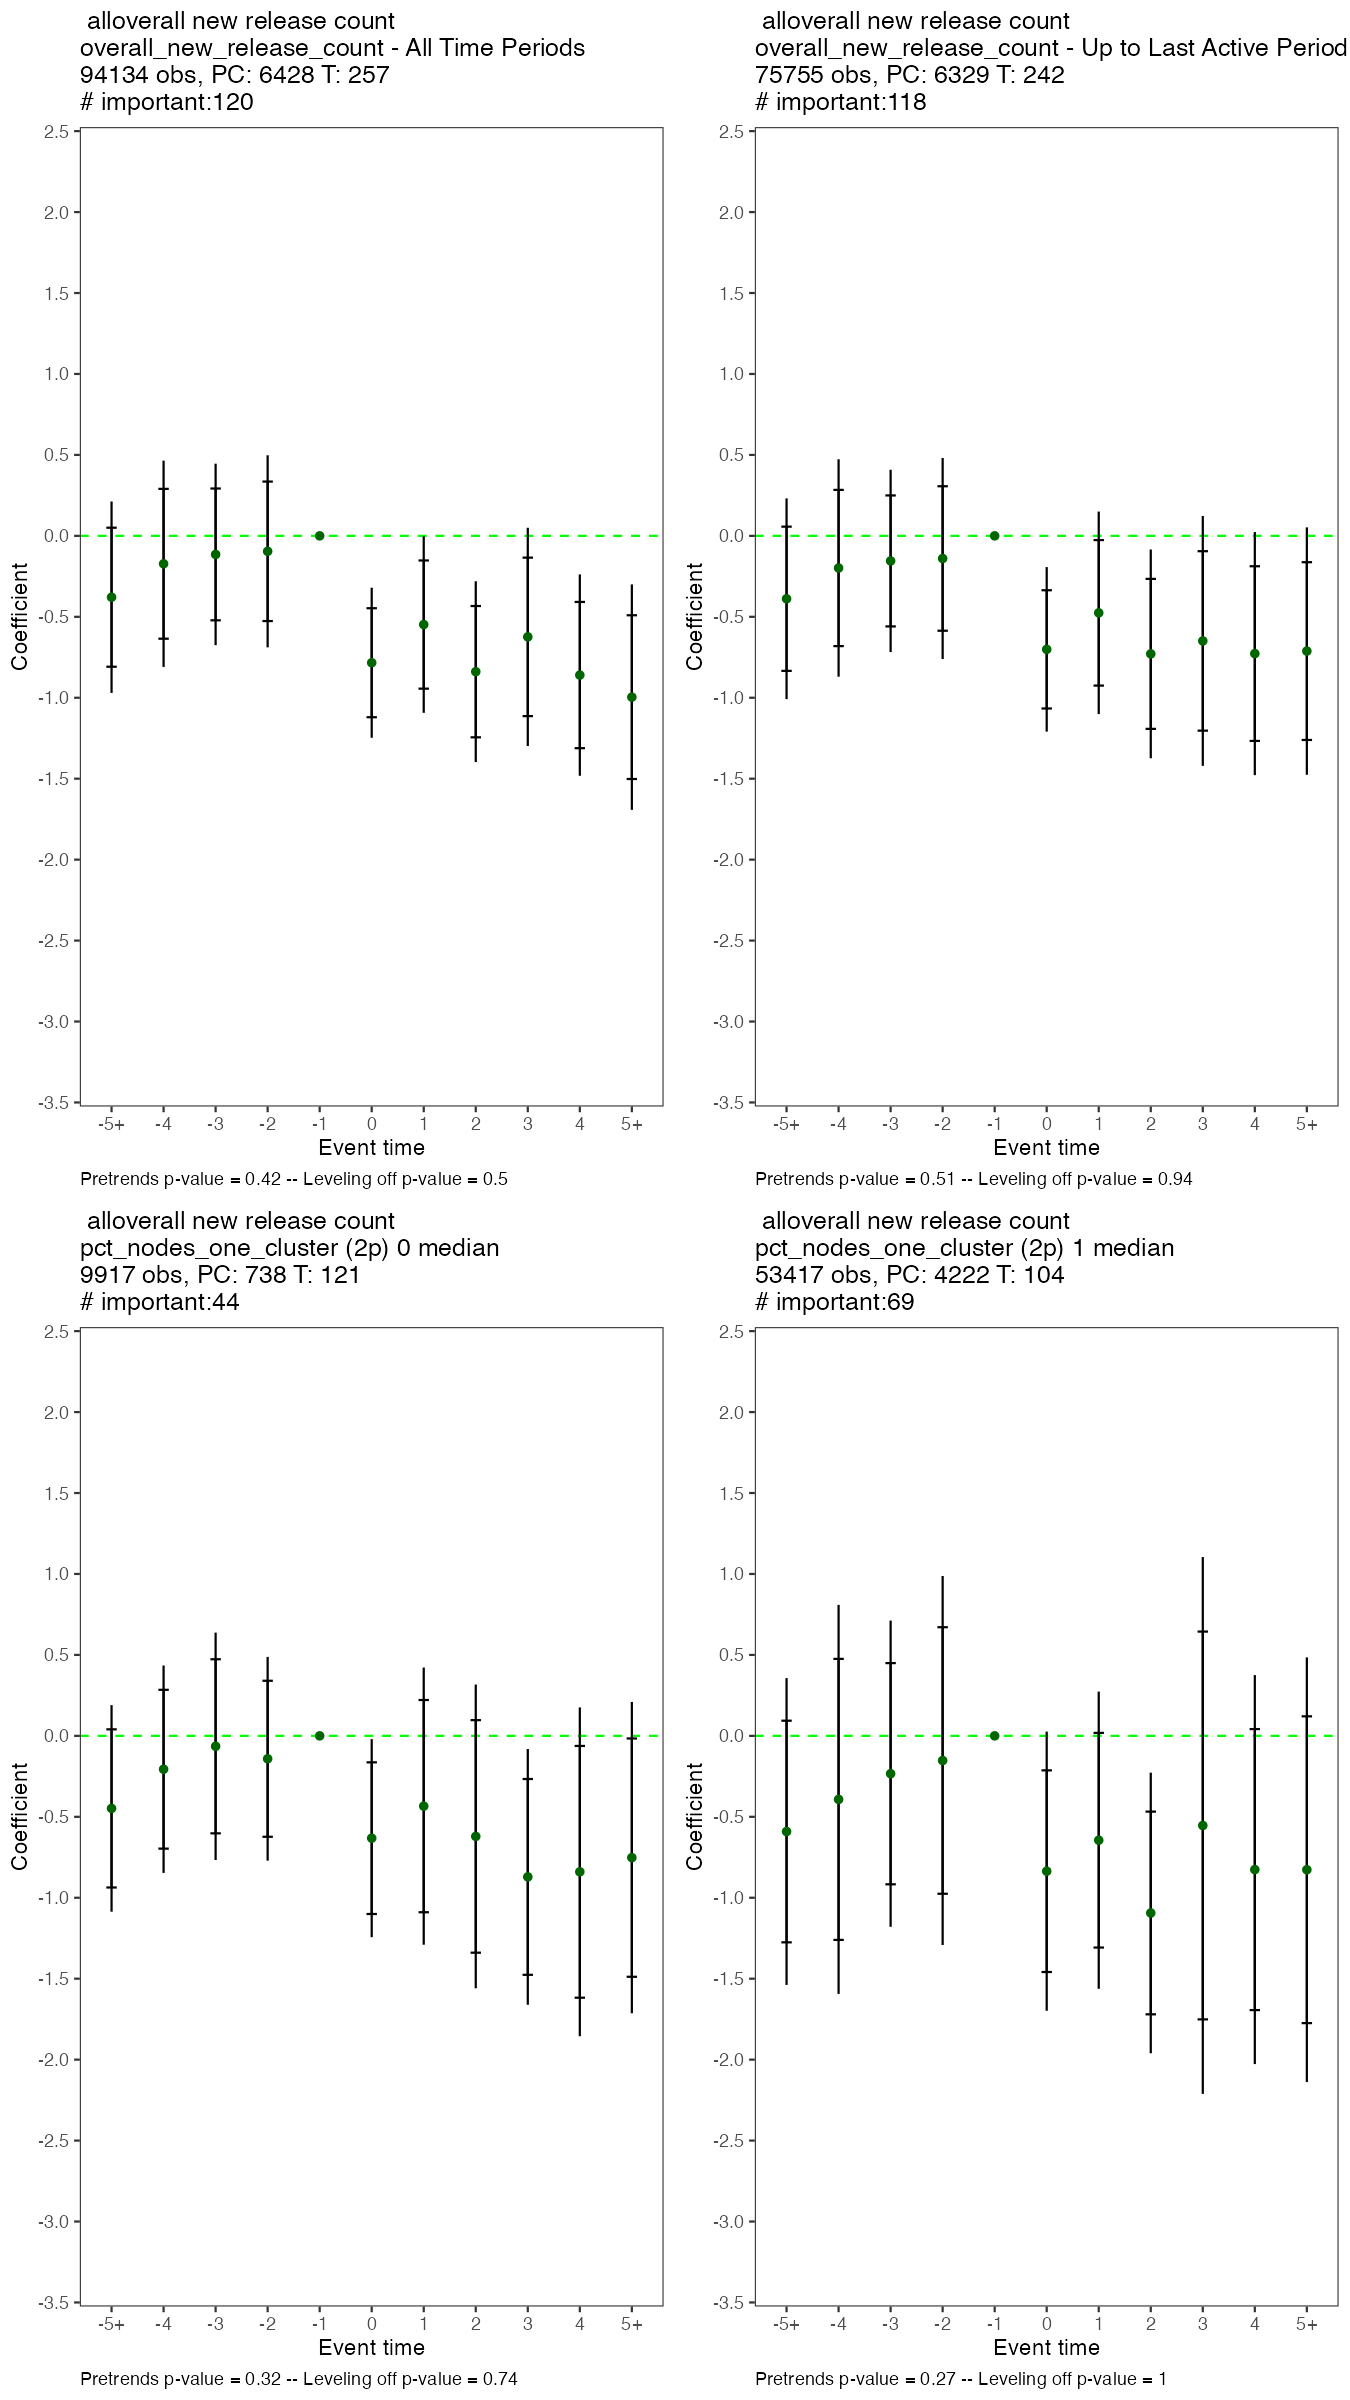 alloverall new release count
overall_new_release_count - All Time Periods
94134 obs, PC: 6428 T: 257
# important:120
2.5
2.0
1.5
1.0
0.5
0.0
-0.5
-1.0
-1.5
-2.0
-2.5
-3.0
-3.5
Coefficient
-5+ -4 -3 -2 -1 0 1 2 3 4 5+
Event time
Pretrends p-value = 0.42 -- Leveling off p-value = 0.5
alloverall new release count
overall_new_release_count - Up to Last Active Period
75755 obs, PC: 6329 T: 242
# important:118
2.5
2.0
1.5
1.0
0.5
0.0
-0.5
-1.0
-1.5
-2.0
-2.5
-3.0
-3.5
Coefficient
-5+ -4 -3 -2 -1 0 1 2 3 4 5+
Event time
Pretrends p-value = 0.51 -- Leveling off p-value = 0.94
alloverall new release count
pct_nodes_one_cluster (2p) 0 median
9917 obs, PC: 738 T: 121
# important:44
2.5
2.0
1.5
1.0
0.5
0.0
-0.5
-1.0
-1.5
-2.0
-2.5
-3.0
-3.5
Coefficient
-5+ -4 -3 -2 -1 0 1 2 3 4 5+
Event time
Pretrends p-value = 0.32 -- Leveling off p-value = 0.74
alloverall new release count
pct_nodes_one_cluster (2p) 1 median
53417 obs, PC: 4222 T: 104
# important:69
2.5
2.0
1.5
1.0
0.5
0.0
-0.5
-1.0
-1.5
-2.0
-2.5
-3.0
-3.5
Coefficient
-5+ -4 -3 -2 -1 0 1 2 3 4 5+
Event time
Pretrends p-value = 0.27 -- Leveling off p-value = 1